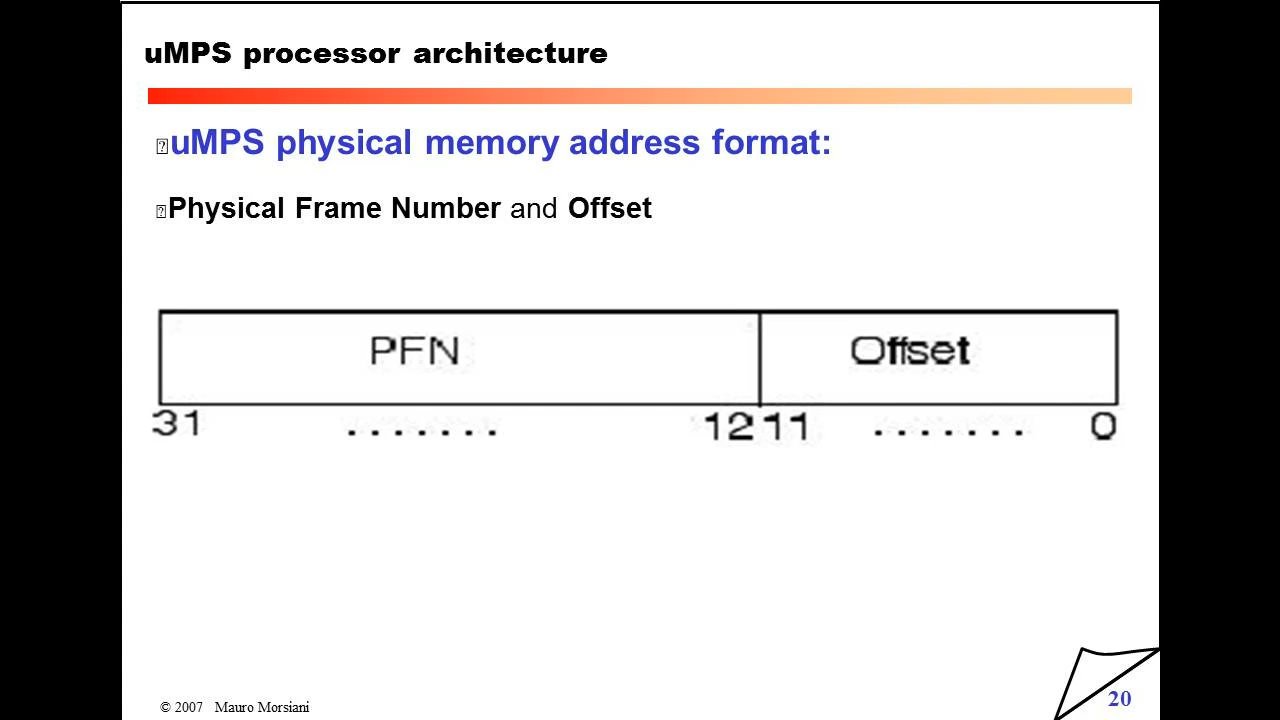 uMPS processor architecture
uMPS physical memory address format:
Physical Frame Number and Offset
PFN Offset
31 ....... 12 11 ....... 0
© 2007 Mauro Morsiani
20